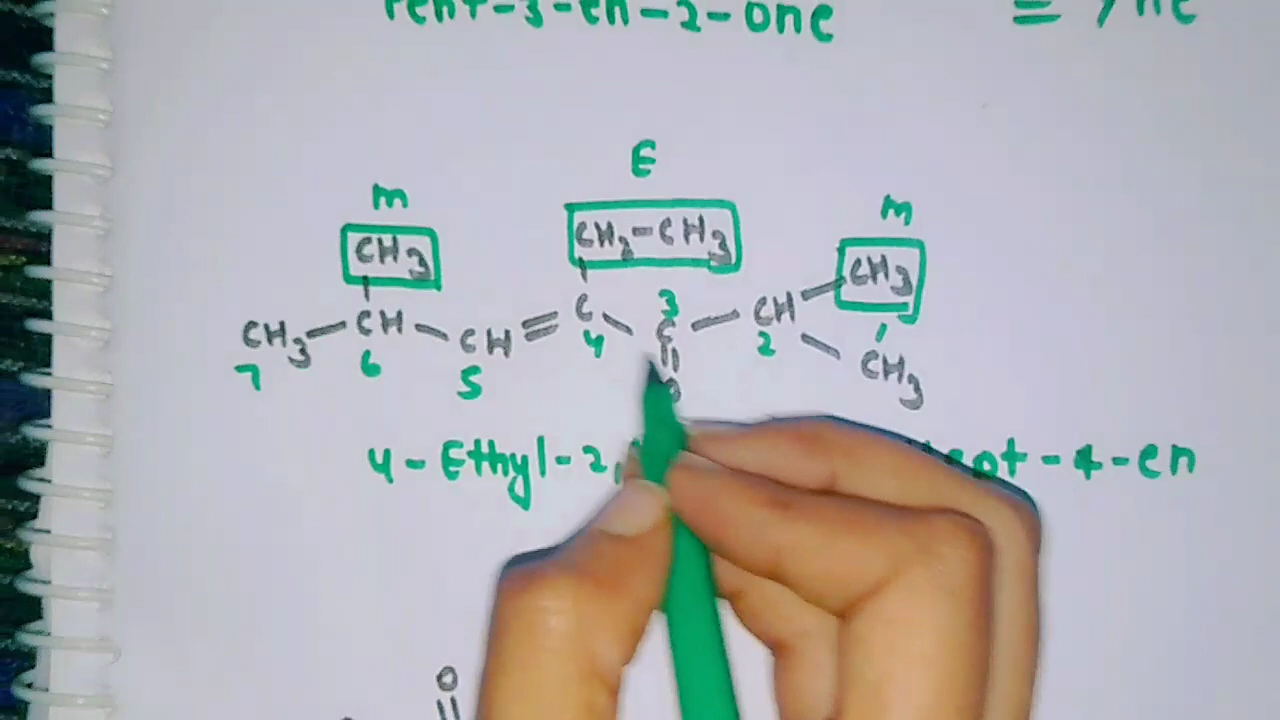 Pent-3-en-2-one
= yne
E
m
m
CH3
CH2-CH3
CH3
CH3-CH-CH=C-C-CH
3
7 6 5 4 2 1
O
CH3
4-Ethyl-2,
ept-4-en
O